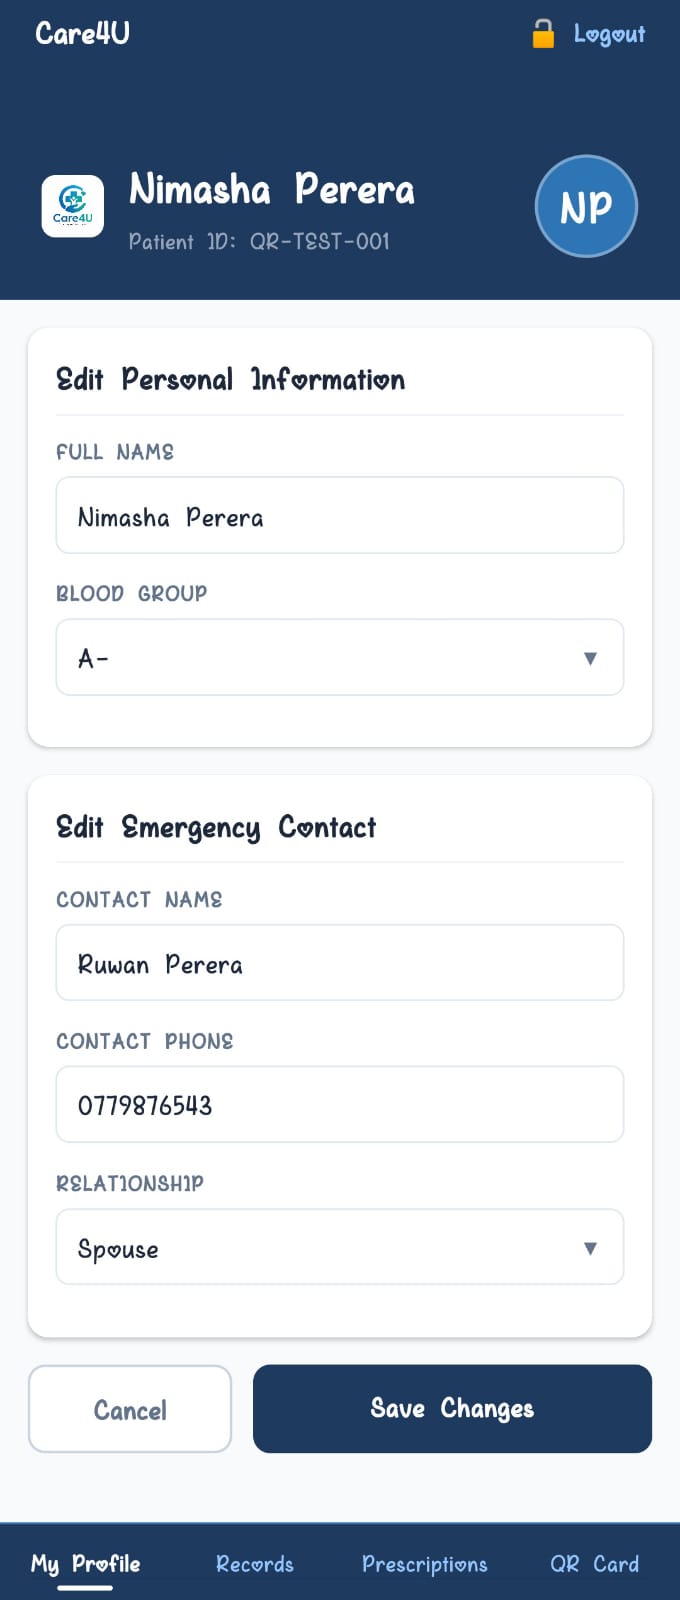 Care4U
Logout
Care4U
Nimasha Perera
Patient ID: QR-TEST-001
NP
Edit Personal Information
FULL NAME
Nimasha Perera
BLOOD GROUP
A-
Edit Emergency Contact
CONTACT NAME
Ruwan Perera
CONTACT PHONE
0779876543
RELATIONSHIP
Spouse
Cancel
Save Changes
My Profile
Records
Prescriptions
QR Card